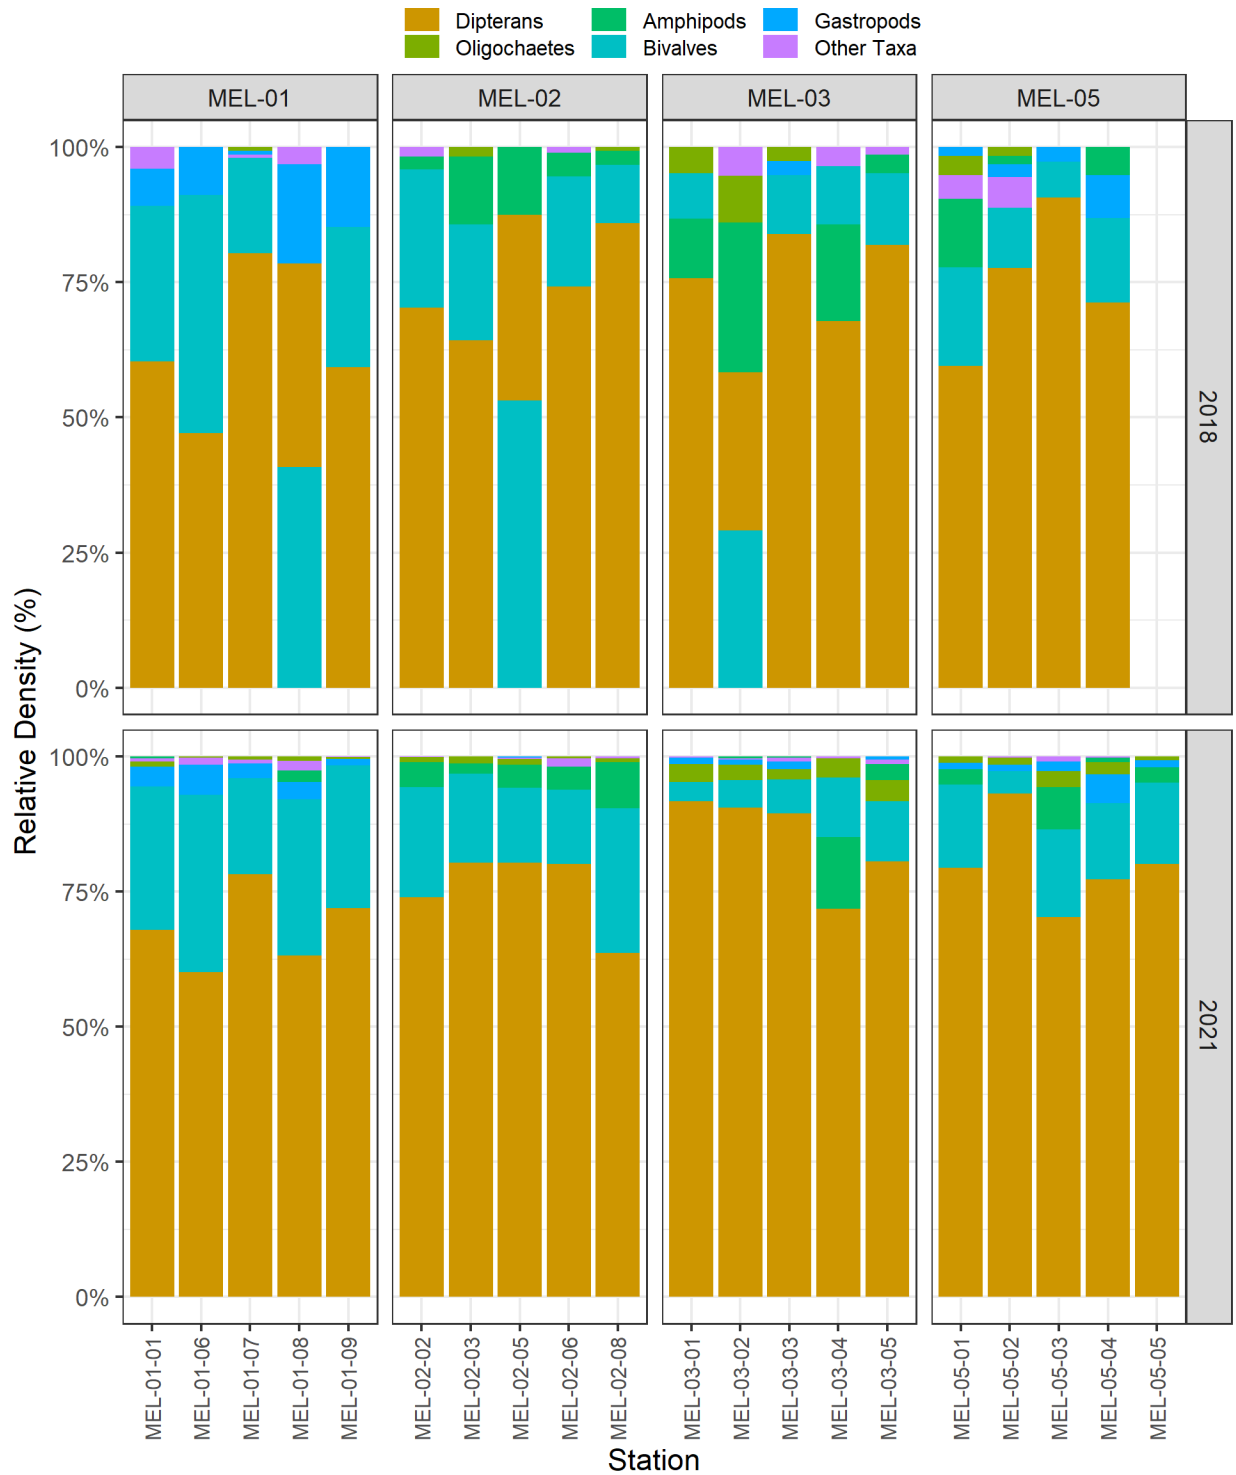 Dipterans Amphipods Gastropods
Oligochaetes Bivalves Other Taxa
MEL-01 MEL-02 MEL-03 MEL-05
100%
75%
50%
25%
0%
2018
100%
75%
50%
25%
0%
2021
Relative Density (%)
MEL-01-01 MEL-01-06 MEL-01-07 MEL-01-08 MEL-01-09 MEL-02-02 MEL-02-03 MEL-02-05 MEL-02-06 MEL-02-08 MEL-03-01 MEL-03-02 MEL-03-03 MEL-03-04 MEL-03-05 MEL-05-01 MEL-05-02 MEL-05-03 MEL-05-04 MEL-05-05
Station